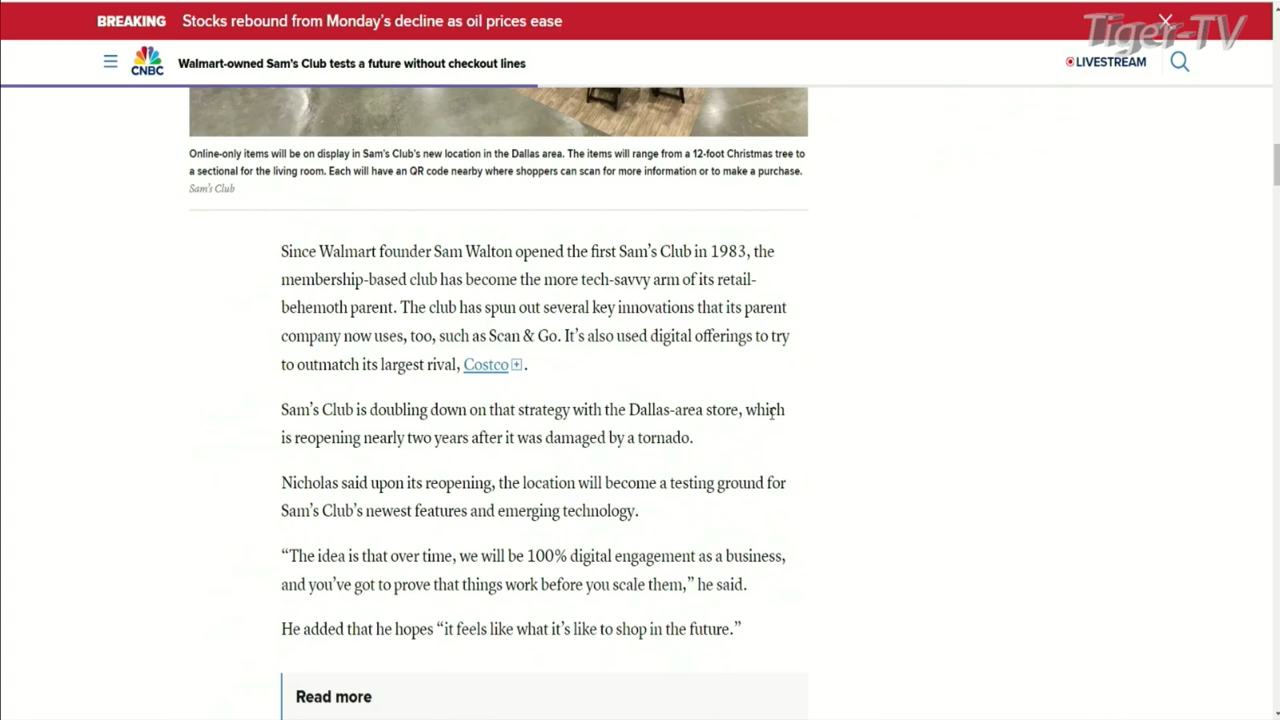 BREAKING Stocks rebound from Monday's decline as oil prices ease
Tiger-TV
CNBC
Walmart-owned Sam's Club tests a future without checkout lines
LIVESTREAM
Online-only items will be on display in Sam's Club's new location in the Dallas area. The items will range from a 12-foot Christmas tree to
a sectional for the living room. Each will have an QR code nearby where shoppers can scan for more information or to make a purchase.
Sam's Club
Since Walmart founder Sam Walton opened the first Sam's Club in 1983, the
membership-based club has become the more tech-savvy arm of its retail-
behemoth parent. The club has spun out several key innovations that its parent
company now uses, too, such as Scan & Go. It's also used digital offerings to try
to outmatch its largest rival, Costco.
Sam's Club is doubling down on that strategy with the Dallas-area store, which
is reopening nearly two years after it was damaged by a tornado.
Nicholas said upon its reopening, the location will become a testing ground for
Sam's Club's newest features and emerging technology.
“The idea is that over time, we will be 100% digital engagement as a business,
and you've got to prove that things work before you scale them,” he said.
He added that he hopes “it feels like what it's like to shop in the future.”
Read more